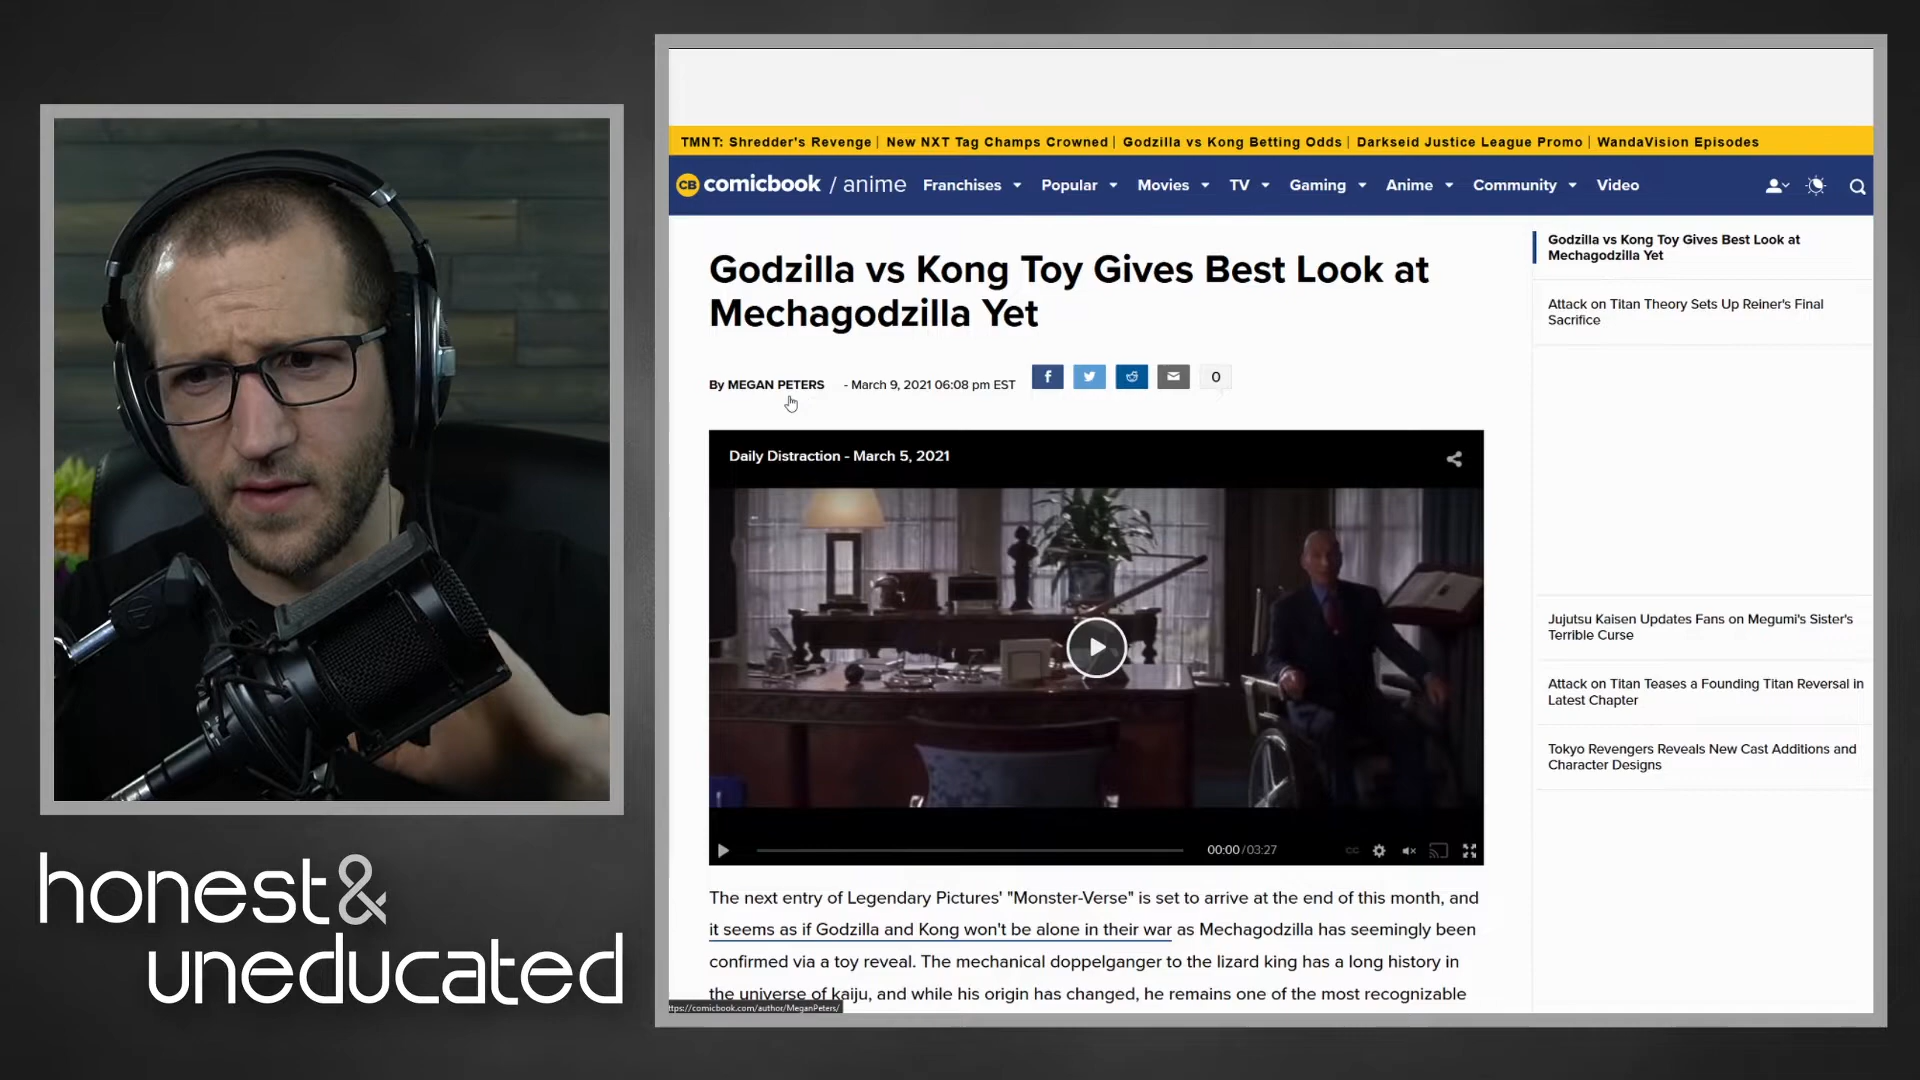 TMNT: Shredder's Revenge | New NXT Tag Champs Crowned | Godzilla vs Kong Betting Odds | Darkseid Justice League Promo | WandaVision Episodes
CB comicbook / anime Franchises Popular Movies TV Gaming Anime Community Video
Godzilla vs Kong Toy Gives Best Look at
Mechagodzilla Yet
By MEGAN PETERS - March 9, 2021 06:08 pm EST f 0
Daily Distraction - March 5, 2021
00:00/03:27 CC
The next entry of Legendary Pictures' "Monster-Verse" is set to arrive at the end of this month, and
it seems as if Godzilla and Kong won't be alone in their war as Mechagodzilla has seemingly been
confirmed via a toy reveal. The mechanical doppelganger to the lizard king has a long history in
the universe of kaiju, and while his origin has changed, he remains one of the most recognizable
ttps://comicbook.com/author/MeganPeters/
Godzilla vs Kong Toy Gives Best Look at
Mechagodzilla Yet
Attack on Titan Theory Sets Up Reiner's Final
Sacrifice
Jujutsu Kaisen Updates Fans on Megumi's Sister's
Terrible Curse
Attack on Titan Teases a Founding Titan Reversal in
Latest Chapter
Tokyo Revengers Reveals New Cast Additions and
Character Designs
honest&
uneducated